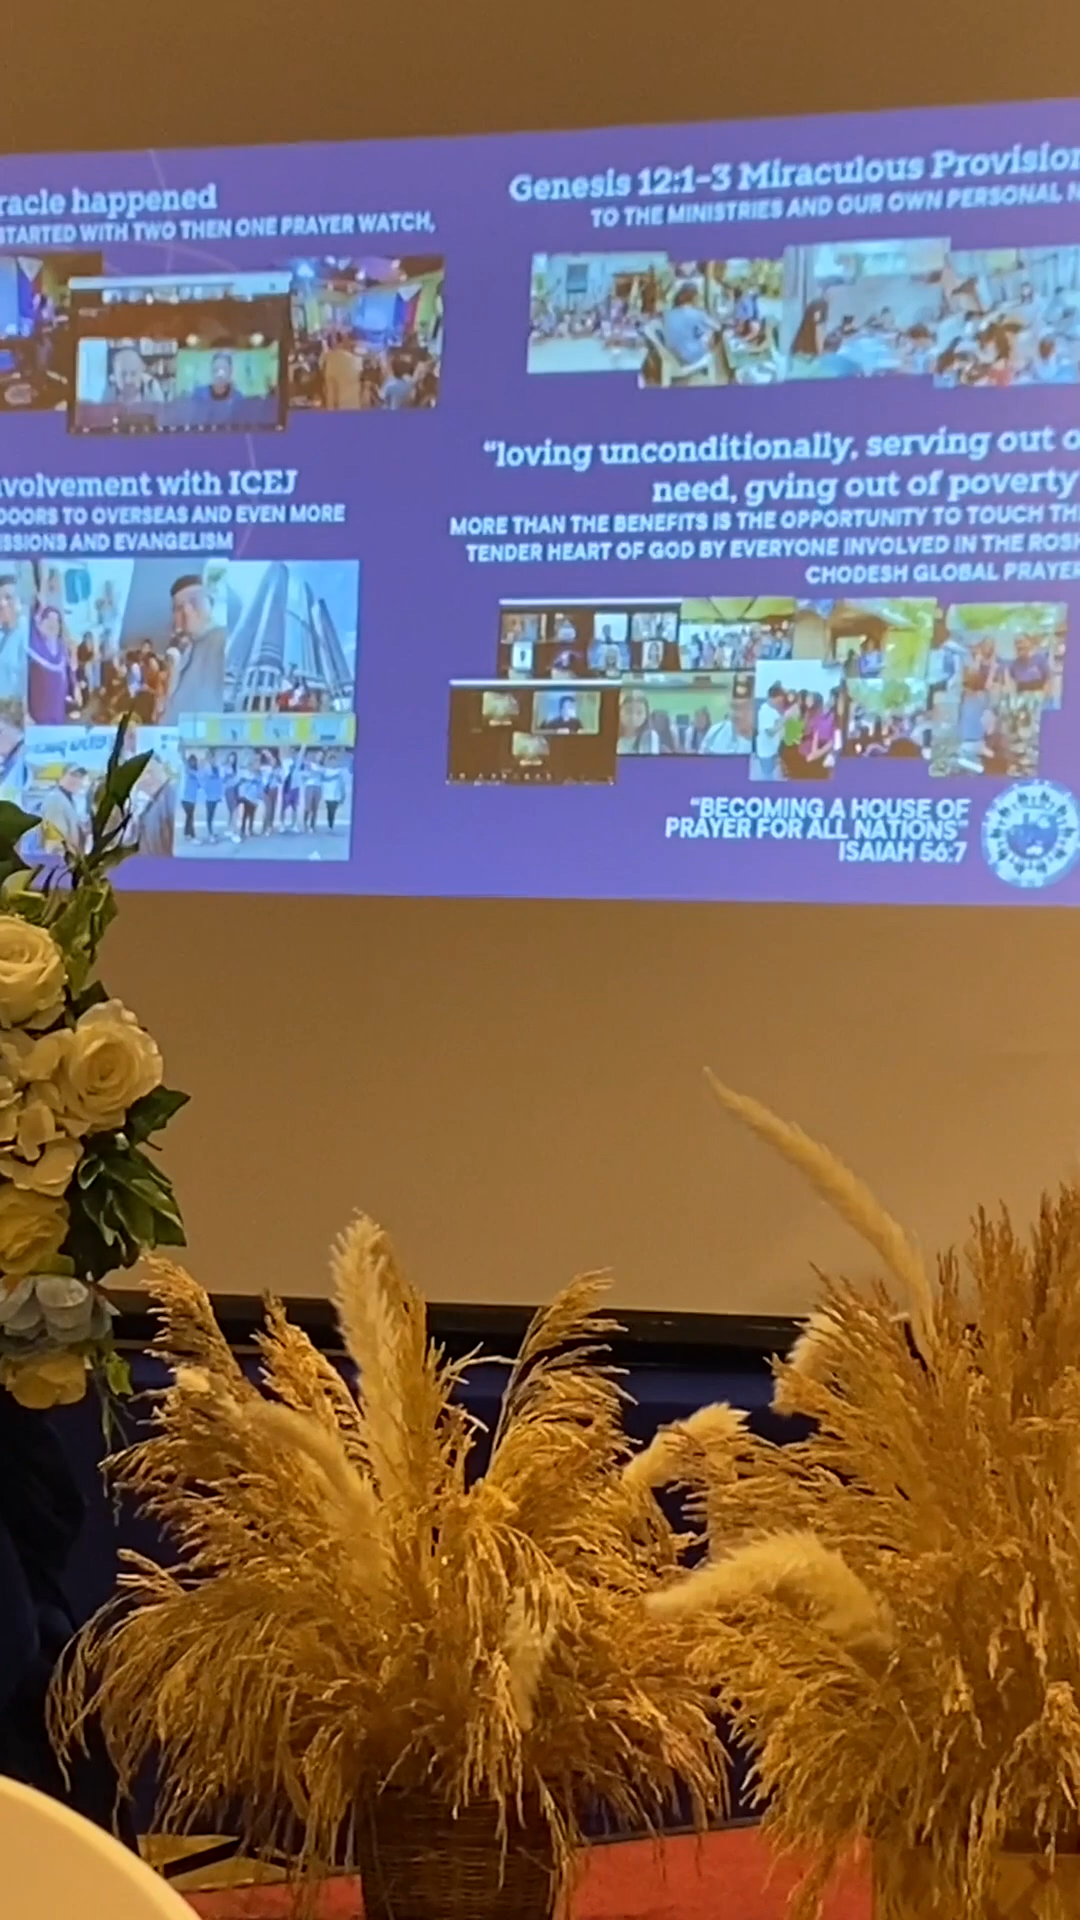 racle happened
STARTED WITH TWO THEN ONE PRAYER WATCH,
Genesis 12:1-3 Miraculous Provision
TO THE MINISTRIES AND OUR OWN PERSONAL N
volvement with ICEJ
DOORS TO OVERSEAS AND EVEN MORE
SSIONS AND EVANGELISM
"loving unconditionally, serving out o
need, gving out of poverty"
MORE THAN THE BENEFITS IS THE OPPORTUNITY TO TOUCH TH
TENDER HEART OF GOD BY EVERYONE INVOLVED IN THE ROSH
CHODESH GLOBAL PRAYER
"BECOMING A HOUSE OF
PRAYER FOR ALL NATIONS"
ISAIAH 56:7